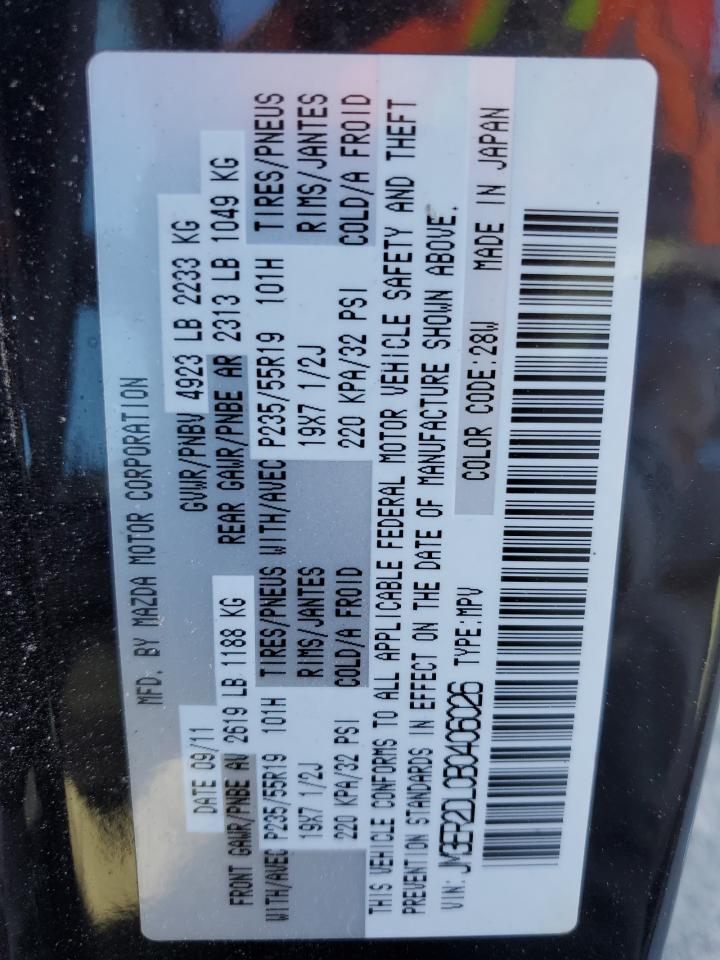 MFD. BY MAZDA MOTOR CORPORATION
DATE 09/11 GVWR/PNBV 4923 LB 2233 KG
FRONT GAWR/PNBE AV 2619 LB 1188 KG REAR GAWR/PNBE AR 2313 LB 1049 KG
WITH/AVEC P235/55R19 101H TIRES/PNEUS WITH/AVEC P235/55R19 101H TIRES/PNEUS
19X7 1/2J RIMS/JANTES 19X7 1/2J RIMS/JANTES
220 KPA/32 PSI COLD/A FROID 220 KPA/32 PSI COLD/A FROID
THIS VEHICLE CONFORMS TO ALL APPLICABLE FEDERAL MOTOR VEHICLE SAFETY AND THEFT
PREVENTION STANDARDS IN EFFECT ON THE DATE OF MANUFACTURE SHOWN ABOVE.
VIN: JM3ER2DL0B0406026 TYPE:MPV COLOR CODE:28W MADE IN JAPAN